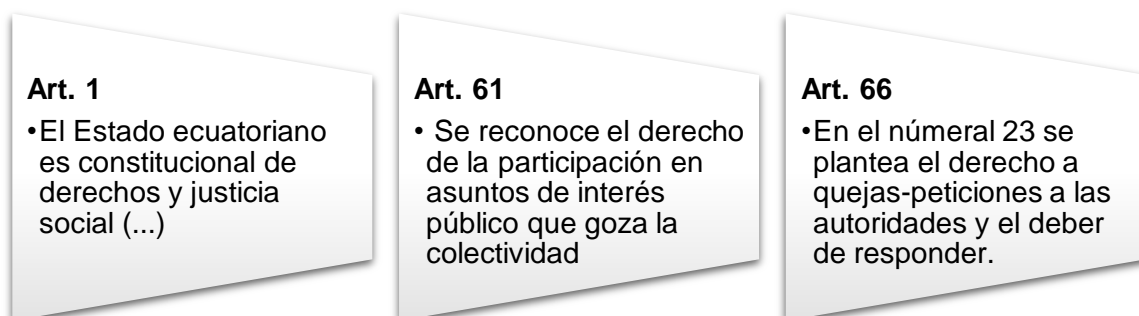 Art. 1
•El Estado ecuatoriano
es constitucional de
derechos y justicia
social (...)
Art. 61
• Se reconoce el derecho
de la participación en
asuntos de interés
público que goza la
colectividad
Art. 66
•En el númeral 23 se
plantea el derecho a
quejas-peticiones a las
autoridades y el deber
de responder.